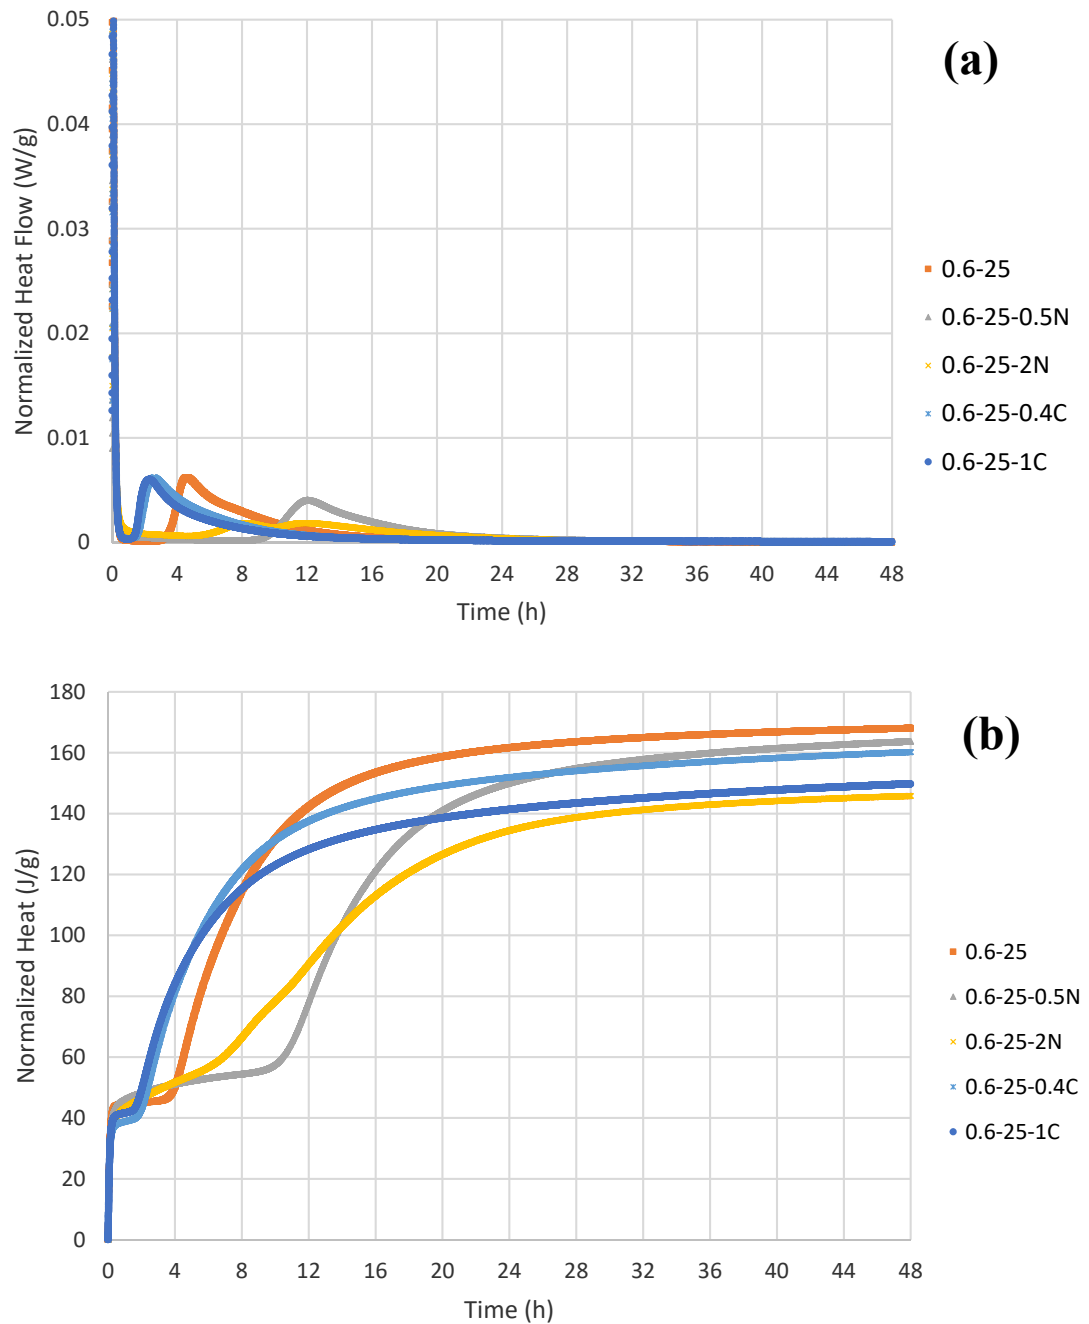 (a)
Normalized Heat Flow (W/g)
0.05
0.04
0.03
0.02
0.01
0
0 4 8 12 16 20 24 28 32 36 40 44 48
Time (h)
0.6-25
0.6-25-0.5N
0.6-25-2N
0.6-25-0.4C
0.6-25-1C
(b)
Normalized Heat (J/g)
180
160
140
120
100
80
60
40
20
0
0 4 8 12 16 20 24 28 32 36 40 44 48
Time (h)
0.6-25
0.6-25-0.5N
0.6-25-2N
0.6-25-0.4C
0.6-25-1C